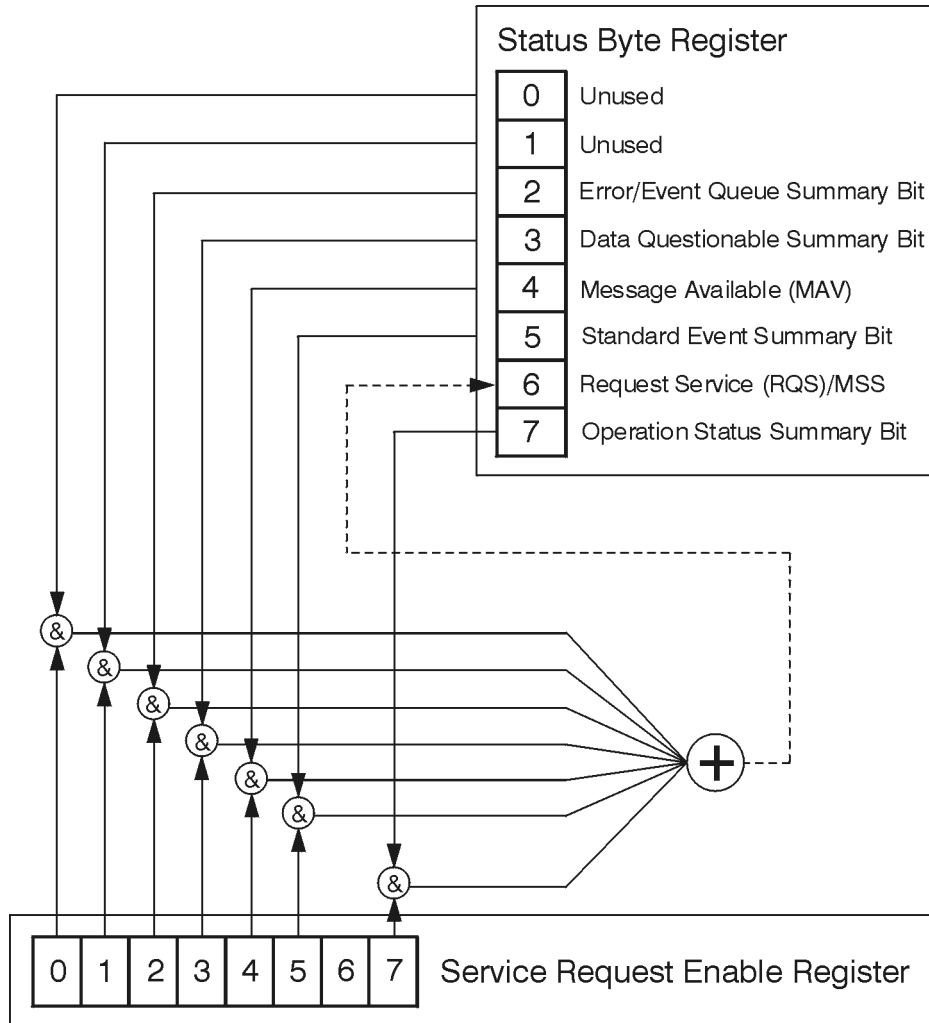 Status Byte Register
0 Unused
1 Unused
2 Error/Event Queue Summary Bit
3 Data Questionable Summary Bit
4 Message Available (MAV)
5 Standard Event Summary Bit
6 Request Service (RQS)/MSS
7 Operation Status Summary Bit
&
&
&
&
&
&
+
&
0 1 2 3 4 5 6 7 Service Request Enable Register